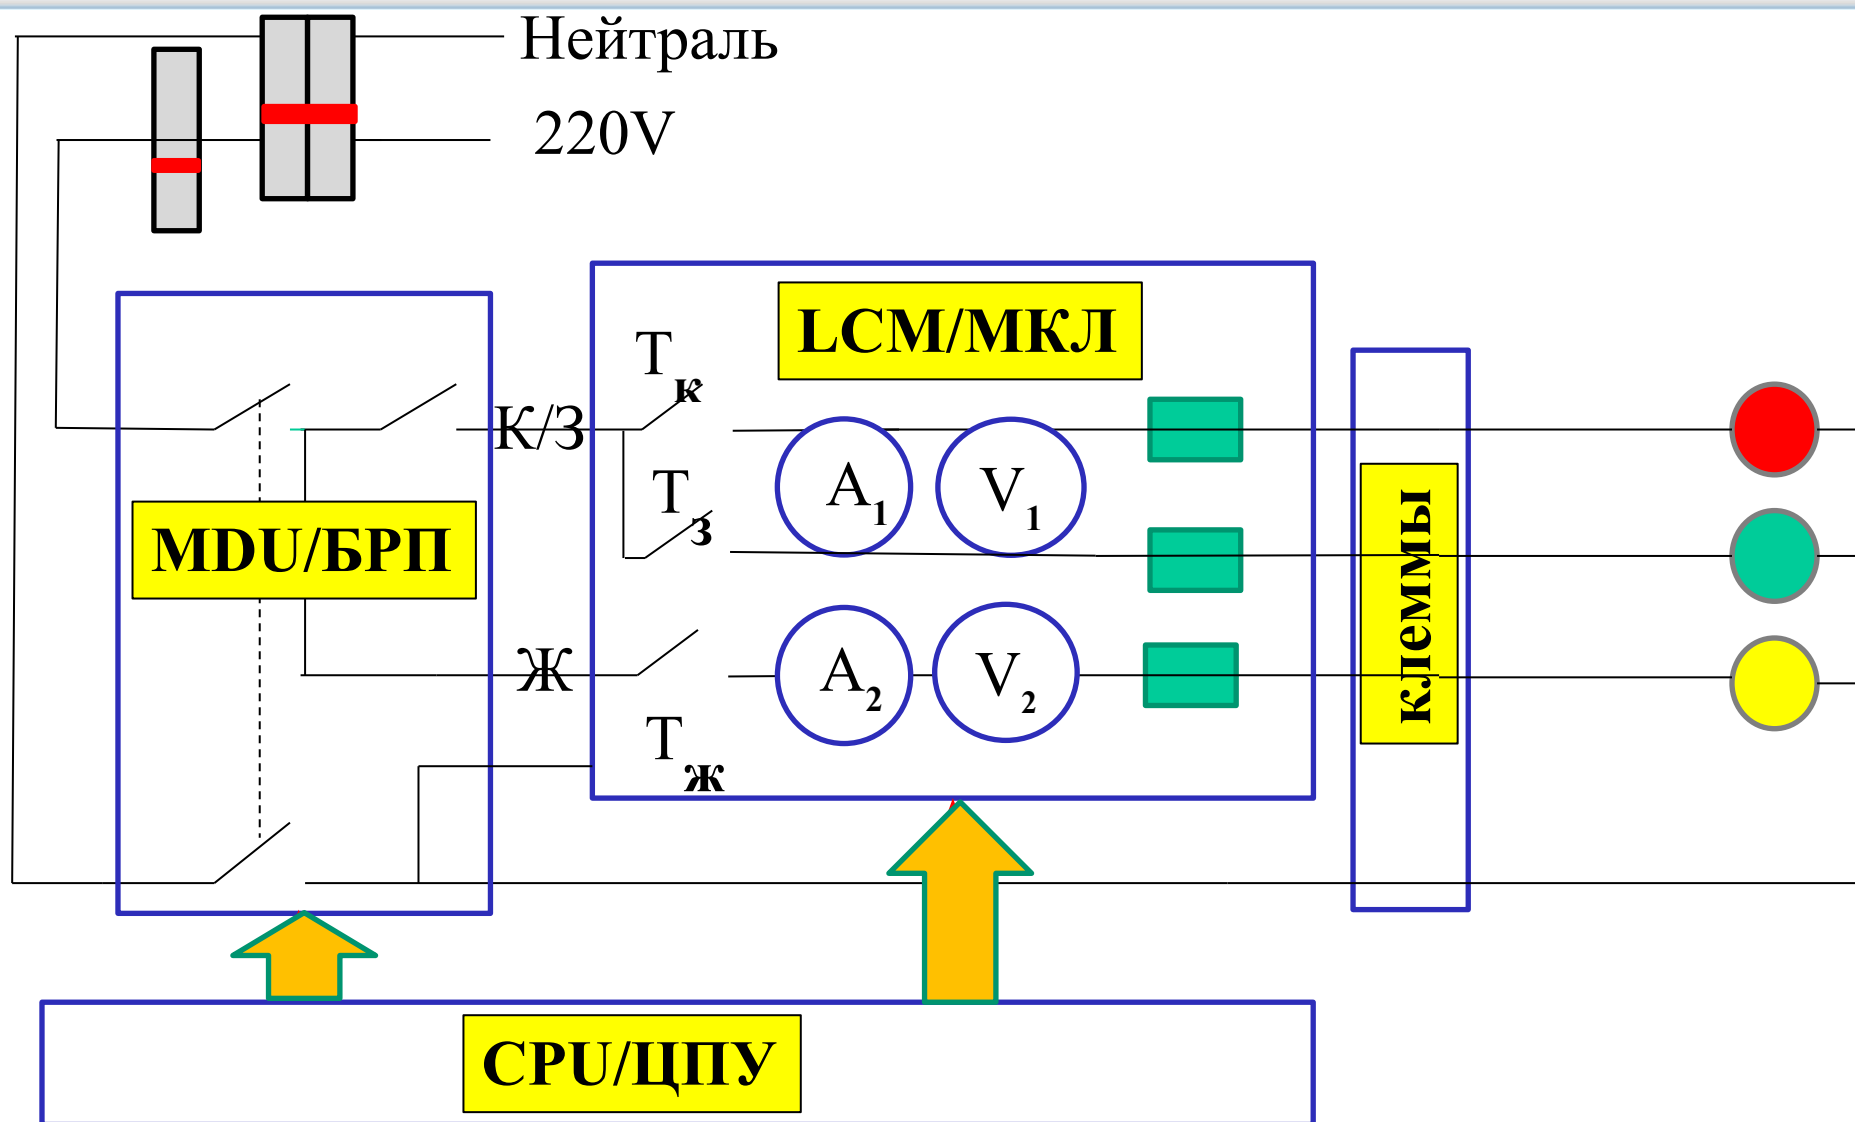 Нейтраль
220V
LCM/МКЛ
Тк
К/З
Тз
A1
V1
MDU/БРП
клеммы
Ж
A2
V2
Тж
CPU/ЦПУ